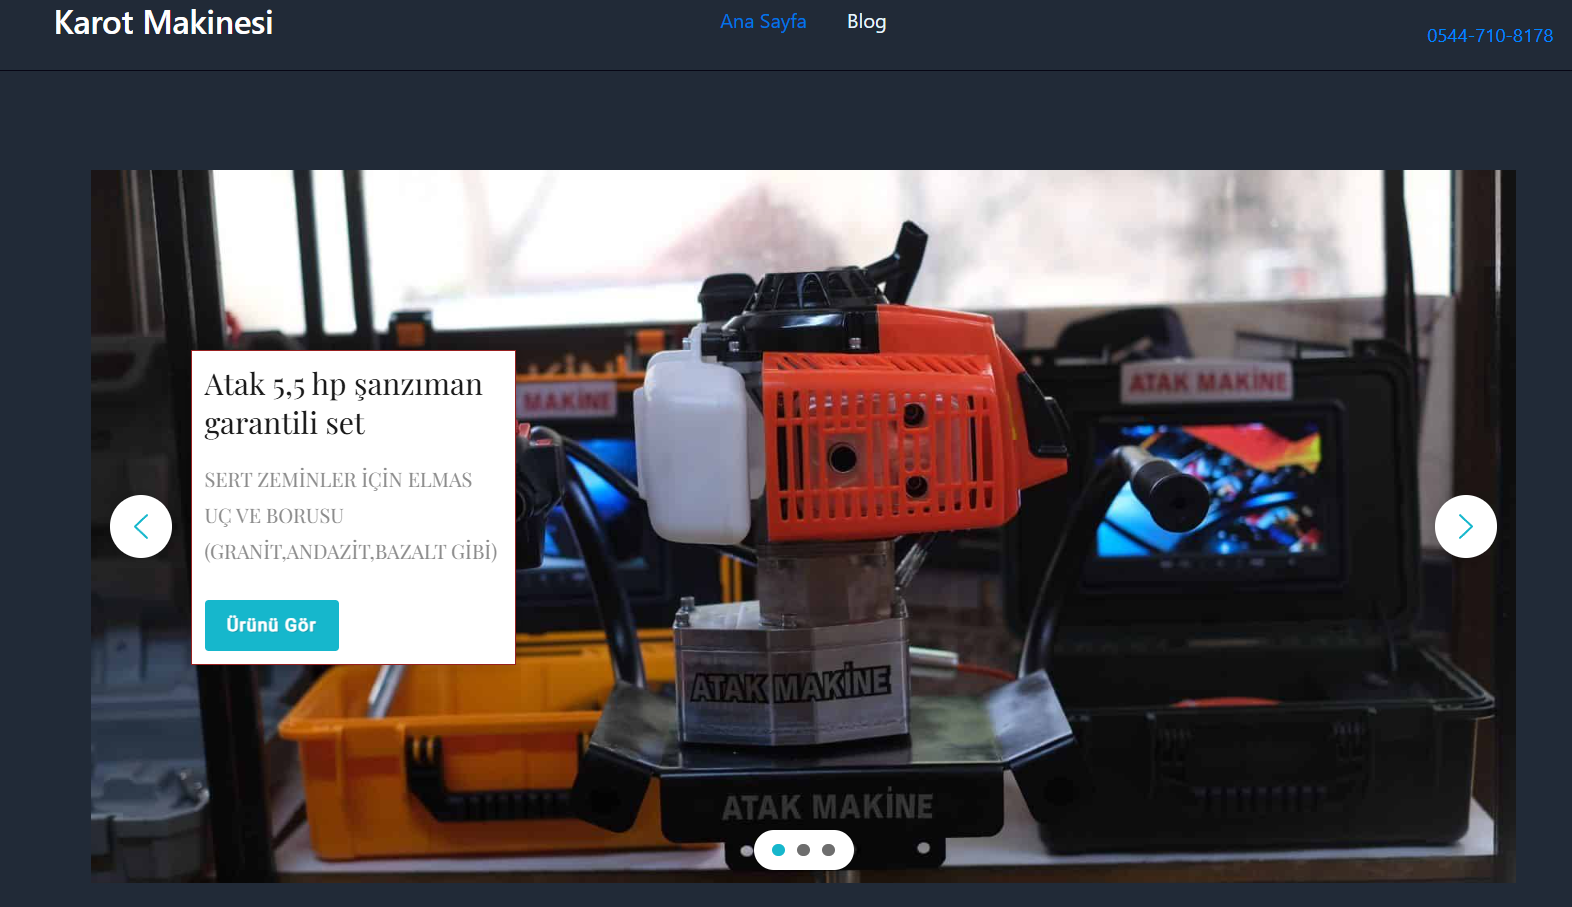 Karot Makinesi
Ana Sayfa
Blog
0544-710-8178
Atak 5,5 hp şanzıman
garantili set
SERT ZEMİNLER İÇİN ELMAS
UÇ VE BORUSU
(GRANİT,ANDAZİT,BAZALT GİBİ)
Ürünü Gör
MAKİNE
ATAK MAKİNE
ATAK MAKİNE
ATAK MAKİNE